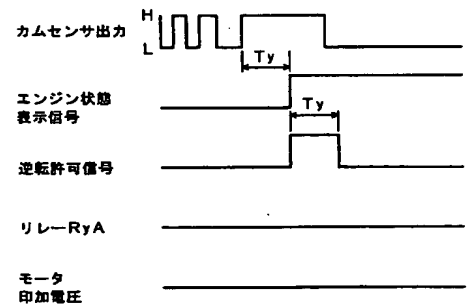 H
カムセンサ出力
L
Ty
エンジン状態
表示信号
Ty
逆転許可信号
リレーRyA
モータ
印加電圧